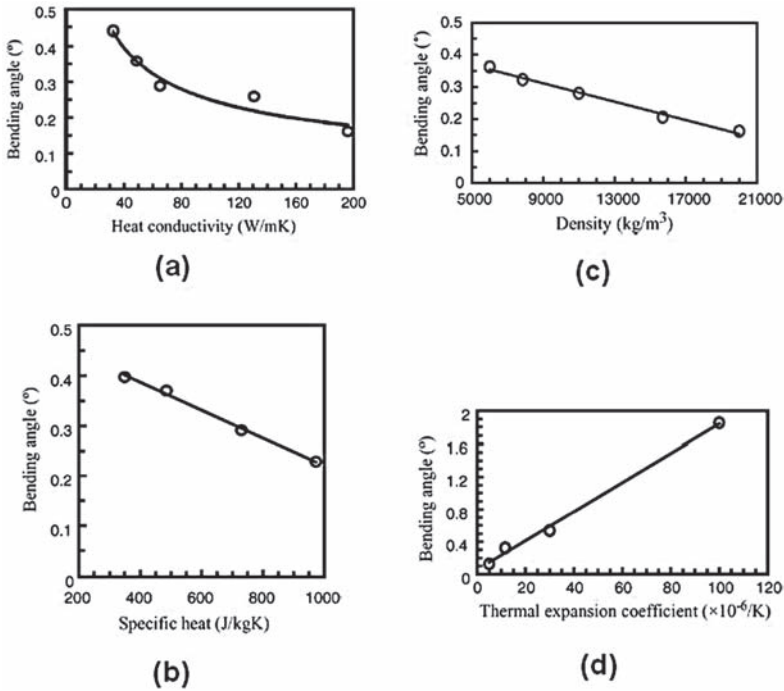 0.5
0.4
0.3
0.2
0.1
0
Bending angle (º)
0 40 80 120 160 200
Heat conductivity (W/mK)
(a)
0.5
0.4
0.3
0.2
0.1
0
Bending angle (º)
5000 9000 13000 17000 21000
Density (kg/m³)
(c)
0.5
0.4
0.3
0.2
0.1
0
Bending angle (º)
200 400 600 800 1000
Specific heat (J/kgK)
(b)
2
1.6
1.2
0.8
0.4
0
Bending angle (º)
0 20 40 60 80 100 120
Thermal expansion coefficient (×10⁻⁶/K)
(d)